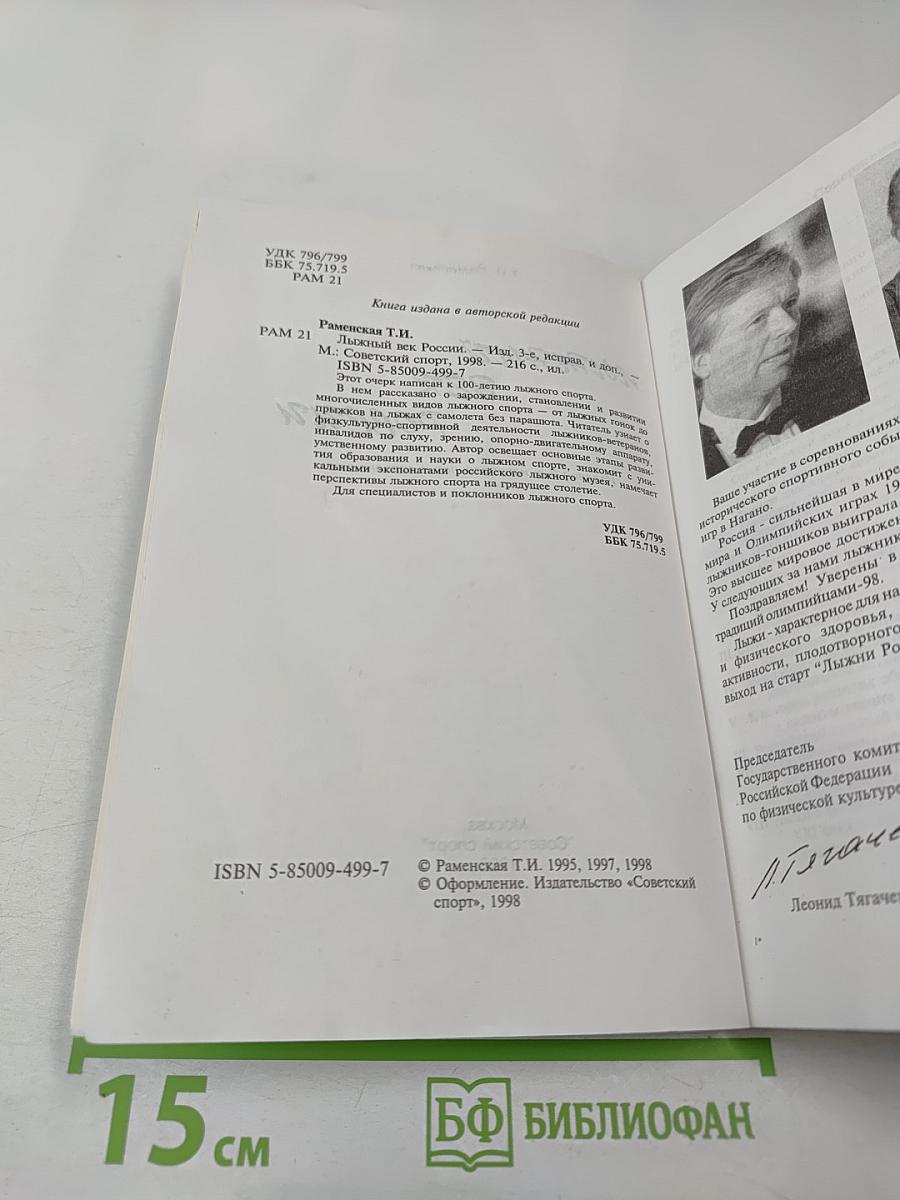 УДК 796/799
ББК 75.719.5
РАМ 21
Книга издана в авторской редакции
Раменская Т.И.
РАМ 21
Лыжный век России. — Изд. 3-е, исправ. и доп., —
М.: Советский спорт, 1998. — 216 с., ил.
ISBN 5-85009-499-7
Этот очерк написан к 100-летию лыжного спорта.
В нем рассказано о зарождении, становлении и развитии
многочисленных видов лыжного спорта — от лыжных гонок до
прыжков на лыжах с самолета без парашюта. Читатель узнает о
физкультурно-спортивной деятельности лыжников-ветеранов,
инвалидов по слуху, зрению, опорно-двигательному аппарату,
умственному развитию. Автор освещает основные этапы разви-
тия образования и науки о лыжном спорте, знакомит с уни-
кальными экспонатами российского лыжного музея, намечает
перспективы лыжного спорта на грядущее столетие.
Для специалистов и поклонников лыжного спорта.
УДК 796/799
ББК 75.719.5
ISBN 5-85009-499-7
© Раменская Т.И. 1995, 1997, 1998
© Оформление. Издательство «Советский
спорт», 1998
Ваше участие в соревнованиях
исторического спортивного собы
игр в Нагано.
Россия - сильнейшая в мире
мира и Олимпийских играх 19
лыжников-гонщиков выиграла
Это высшее мировое достижен
У следующих за нами лыжник
Поздравляем! Уверены в
традиций олимпийцами-98.
Лыжи - характерное для на
и физического здоровья,
активности, плодотворного
выход на старт "Лыжни Ро
Председатель
Государственного комит
Российской Федерации
по физической культуре
Л. Тягаче
Леонид Тягаче
1*
15 см
БФ БИБЛИОФАН